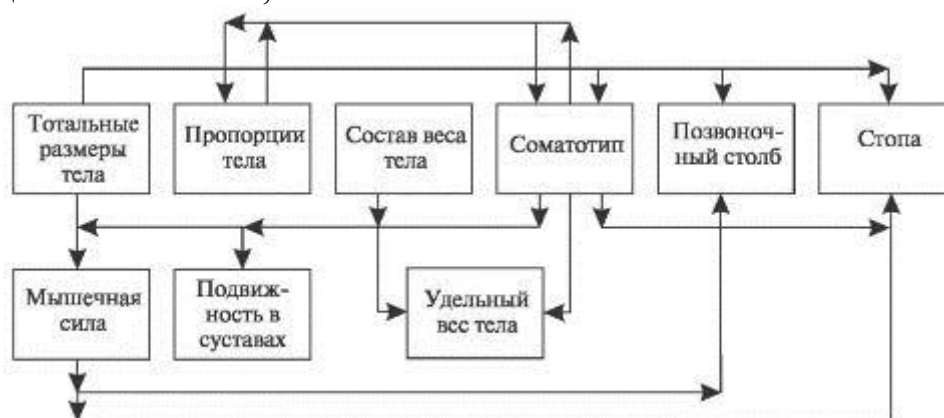 Тотальные
размеры
тела
Пропорции
тела
Состав веса
тела
Соматотип
Позвоноч-
ный столб
Стопа
Мышечная
сила
Подвиж-
ность в
суставах
Удельный
вес тела